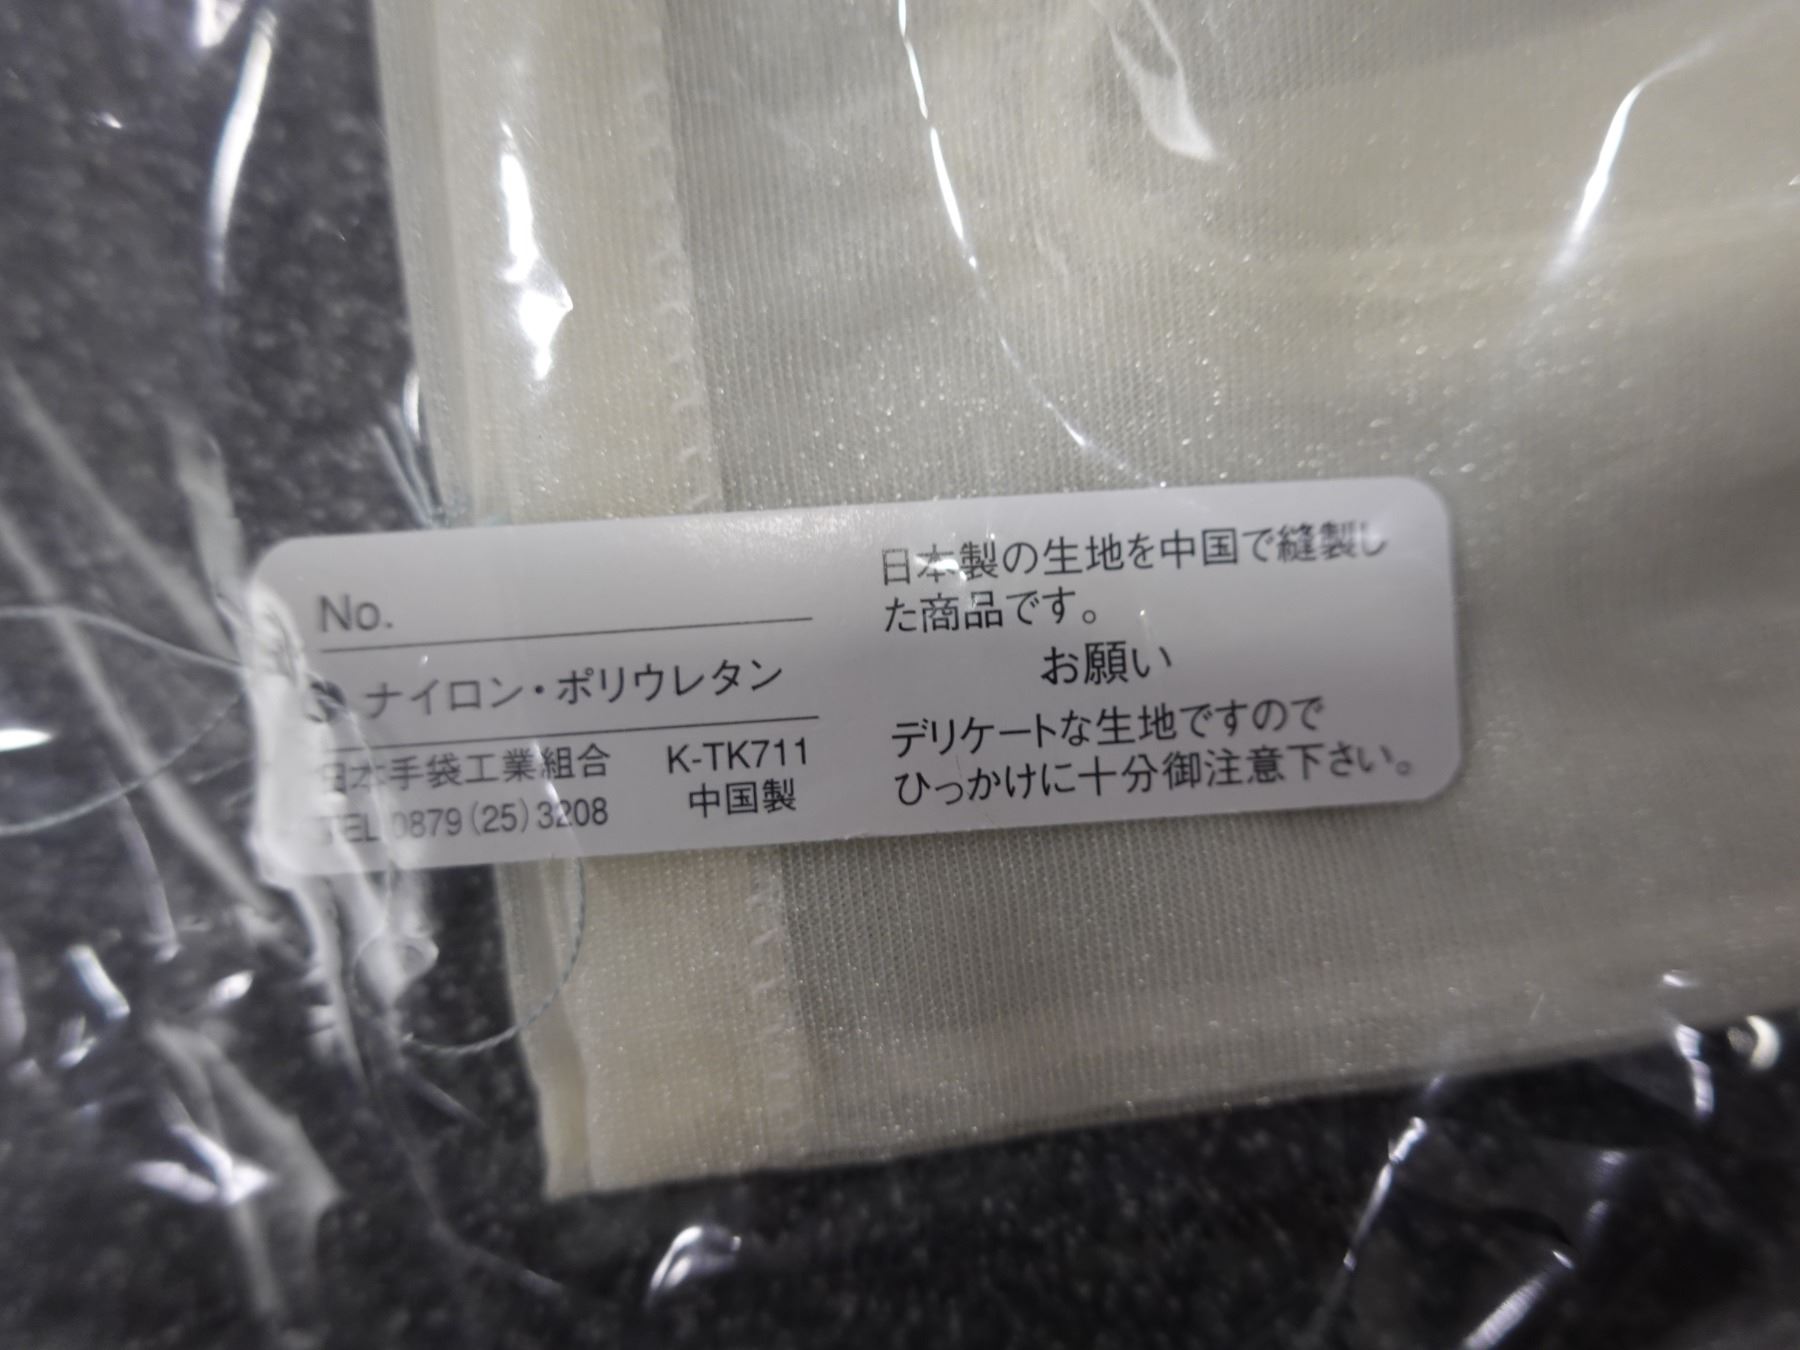 No.
ナイロン・ポリウレタン
日本手袋工業組合 K-TK711
TEL 0879(25)3208 中国製
日本製の生地を中国で縫製し
た商品です。
お願い
デリケートな生地ですので
ひっかけに十分御注意下さい。